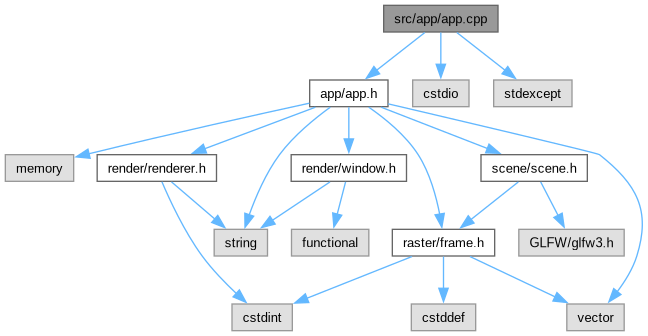 src/app/app.cpp
app/app.h
cstdio
stdexcept
memory
render/renderer.h
render/window.h
scene/scene.h
string
functional
raster/frame.h
GLFW/glfw3.h
cstdint
cstddef
vector